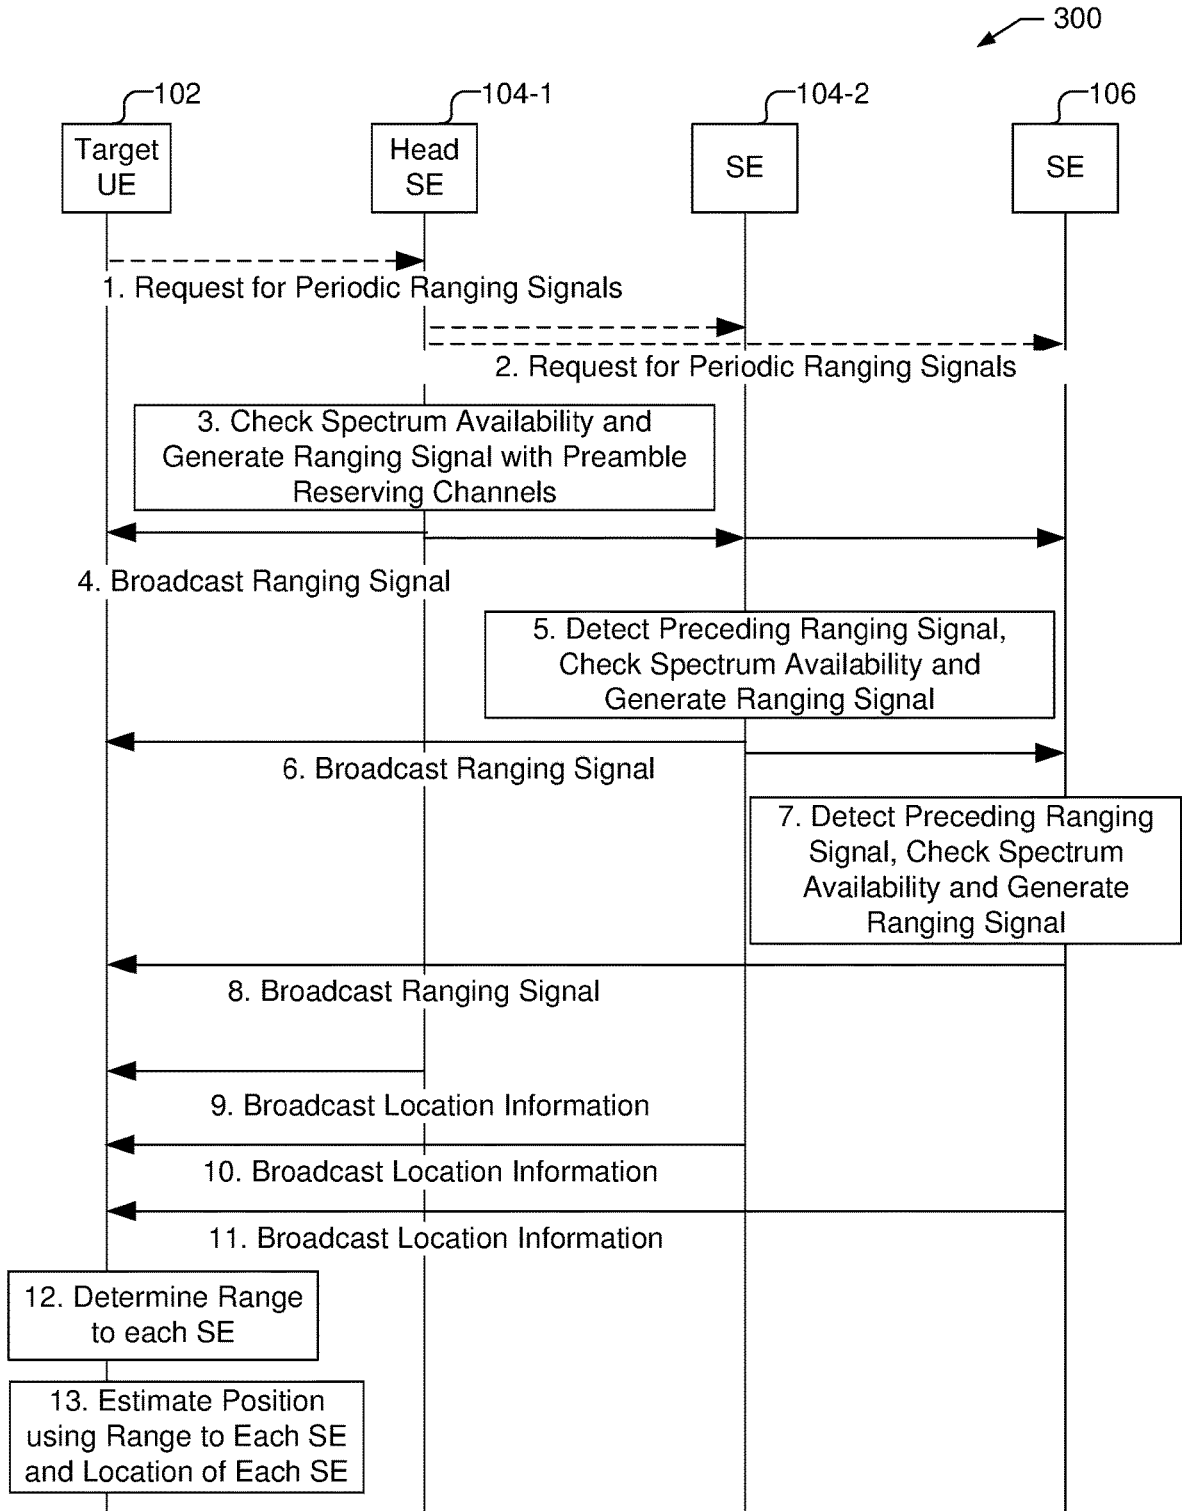 300
102
104-1
104-2
106
Target
UE
Head
SE
SE
SE
1. Request for Periodic Ranging Signals
2. Request for Periodic Ranging Signals
3. Check Spectrum Availability and
Generate Ranging Signal with Preamble
Reserving Channels
4. Broadcast Ranging Signal
5. Detect Preceding Ranging Signal,
Check Spectrum Availability and
Generate Ranging Signal
6. Broadcast Ranging Signal
7. Detect Preceding Ranging
Signal, Check Spectrum
Availability and Generate
Ranging Signal
8. Broadcast Ranging Signal
9. Broadcast Location Information
10. Broadcast Location Information
11. Broadcast Location Information
12. Determine Range
to each SE
13. Estimate Position
using Range to Each SE
and Location of Each SE